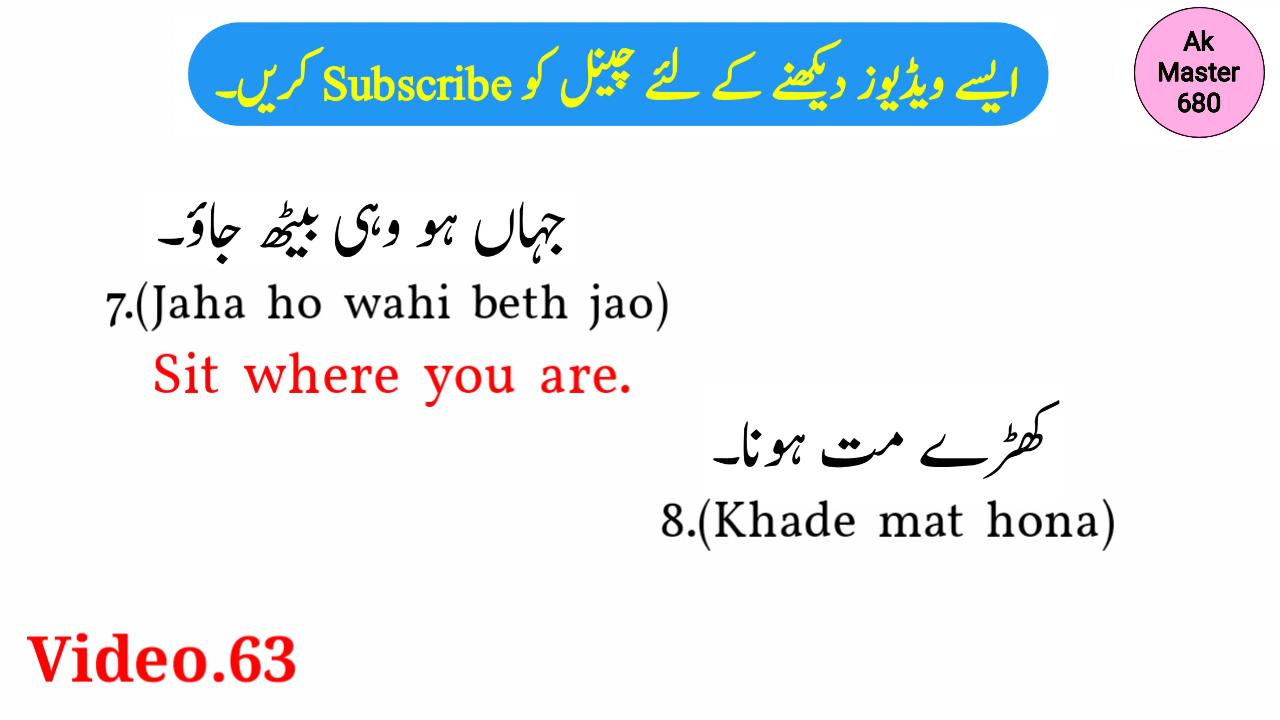 ایسے ویڈیوز دیکھنے کے لئے چینل کو Subscribe کریں۔
Ak
Master
680
جہاں ہو وہی بیٹھ جاؤ۔
7.(Jaha ho wahi beth jao)
Sit where you are.
کھڑے مت ہونا۔
8.(Khade mat hona)
Video.63